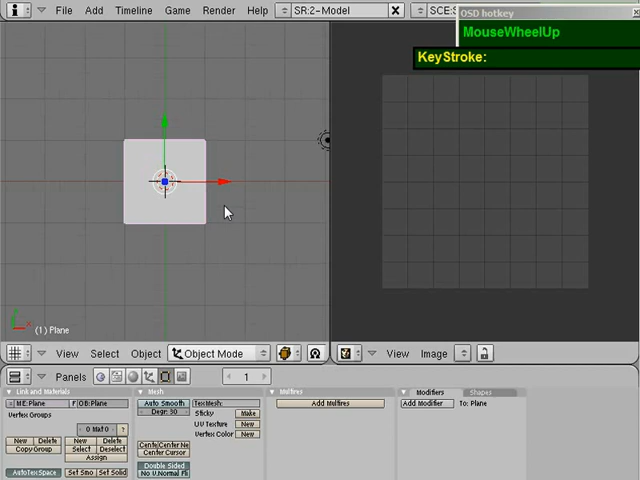 File Add Timeline Game Render Help SR:2-Model SCE:S
OSD hotkey
MouseWheelUp
KeyStroke:
(1) Plane
View Select Object Object Mode View Image
Panels 1
Link and Materials Mesh Multires Modifiers Shapes
ME:Plane F OB:Plane Auto Smooth TexMesh: Add Multires Add Modifier To: Plane
Vertex Groups Degr: 30 Sticky Make
UV Texture New
0 Mat 0 ? Vertex Color New
New Delete New Delete
Copy Group Select Deselect Center Cursor
Assign
Double Sided
AutoTexSpace Set Smo Set Solid No V.Normal Fli